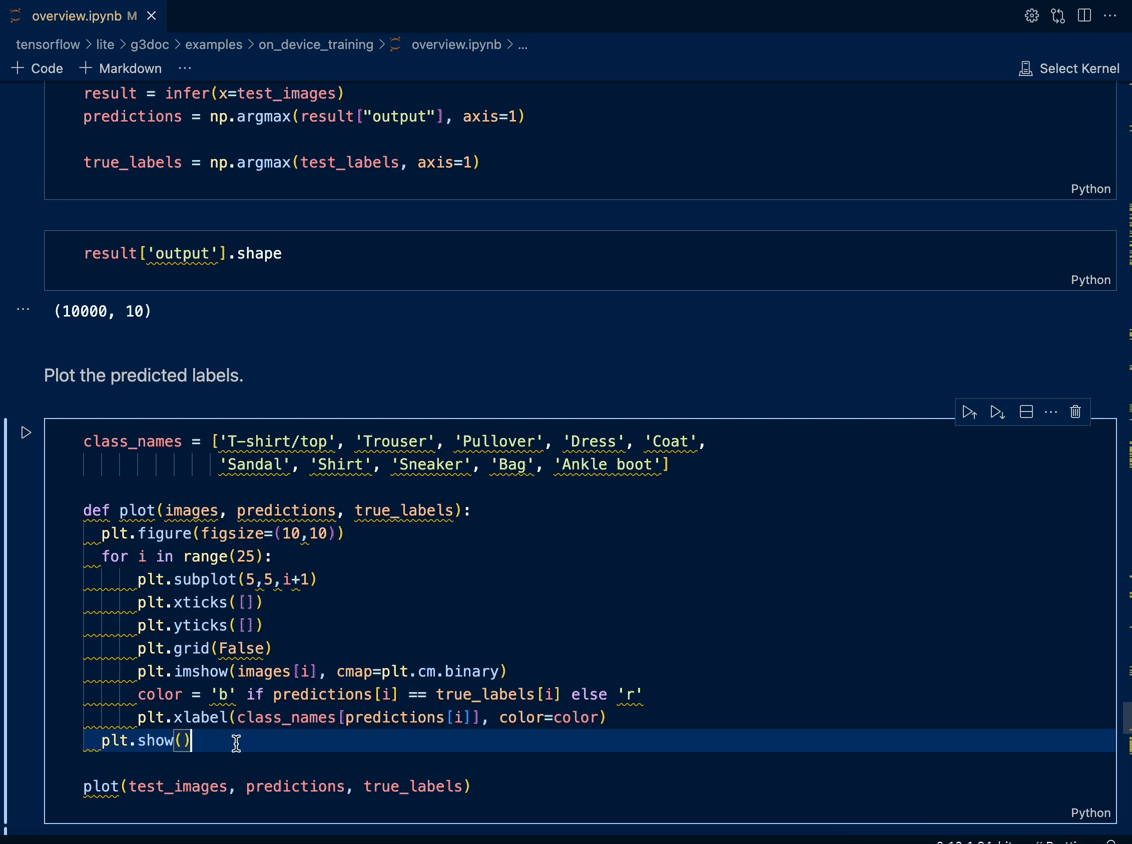 overview.ipynb M
tensorflow > lite > g3doc > examples > on_device_training > overview.ipynb > ...
+ Code + Markdown ...
Select Kernel
result = infer(x=test_images)
predictions = np.argmax(result["output"], axis=1)
true_labels = np.argmax(test_labels, axis=1)
Python
result['output'].shape
Python
(10000, 10)
Plot the predicted labels.
class_names = ['T-shirt/top', 'Trouser', 'Pullover', 'Dress', 'Coat',
'Sandal', 'Shirt', 'Sneaker', 'Bag', 'Ankle boot']
def plot(images, predictions, true_labels):
plt.figure(figsize=(10,10))
for i in range(25):
plt.subplot(5,5,i+1)
plt.xticks([])
plt.yticks([])
plt.grid(False)
plt.imshow(images[i], cmap=plt.cm.binary)
color = 'b' if predictions[i] == true_labels[i] else 'r'
plt.xlabel(class_names[predictions[i]], color=color)
plt.show()
plot(test_images, predictions, true_labels)
Python